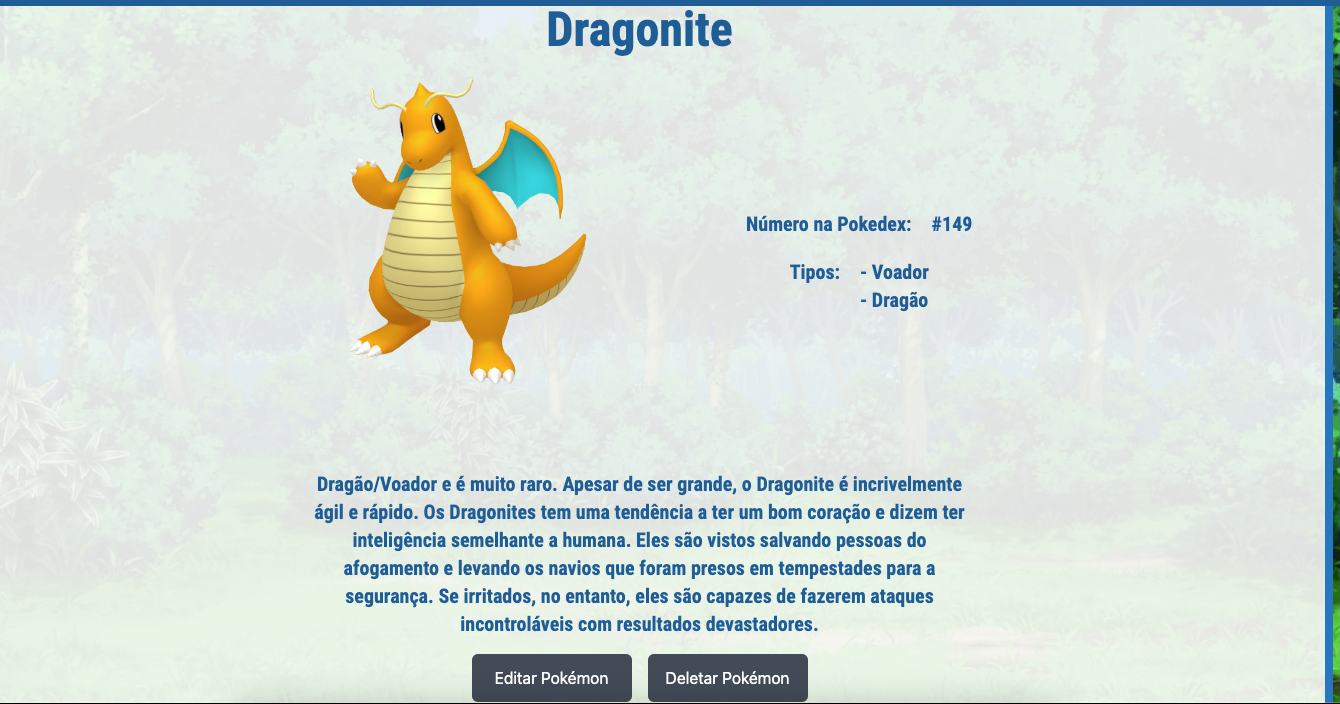 Dragonite
Número na Pokedex: #149
Tipos: - Voador
- Dragão
Dragão/Voador e é muito raro. Apesar de ser grande, o Dragonite é incrivelmente
ágil e rápido. Os Dragonites tem uma tendência a ter um bom coração e dizem ter
inteligência semelhante a humana. Eles são vistos salvando pessoas do
afogamento e levando os navios que foram presos em tempestades para a
segurança. Se irritados, no entanto, eles são capazes de fazerem ataques
incontroláveis com resultados devastadores.
Editar Pokémon Deletar Pokémon